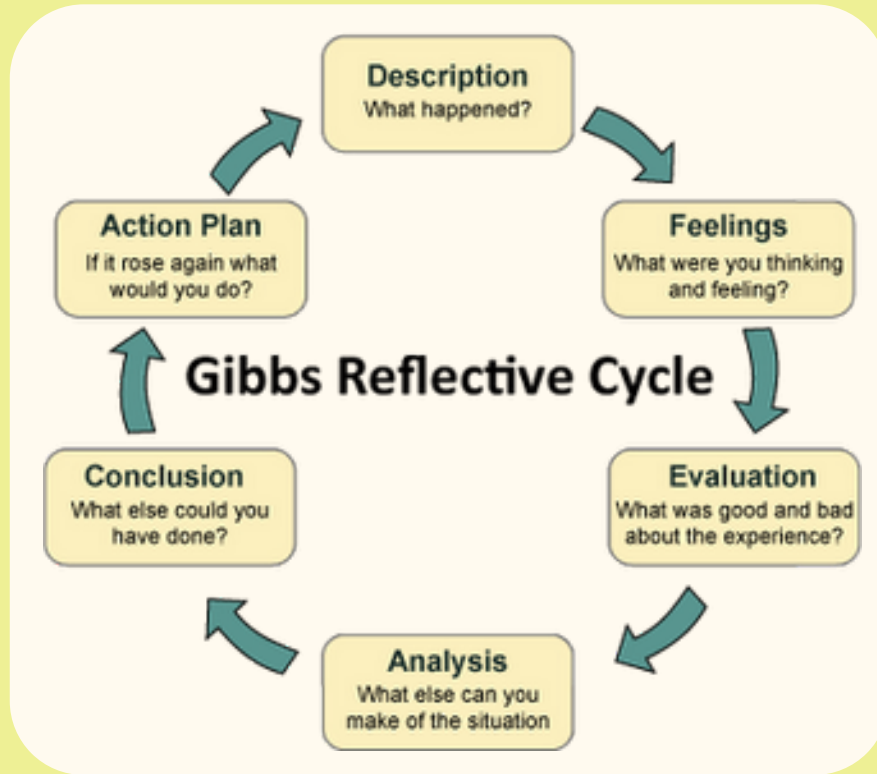 Description
What happened?
Feelings
What were you thinking
and feeling?
Evaluation
What was good and bad
about the experience?
Analysis
What else can you
make of the situation
Conclusion
What else could you
have done?
Action Plan
If it rose again what
would you do?
Gibbs Reflective Cycle